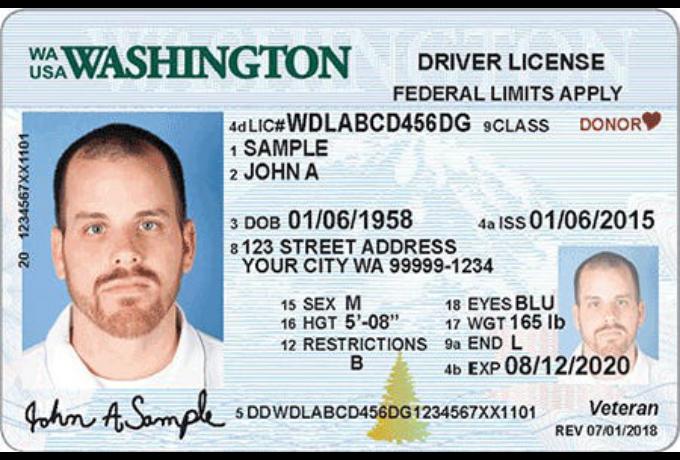 WA
USA WASHINGTON
DRIVER LICENSE
FEDERAL LIMITS APPLY
4d LIC# WDLABCD456DG 9 CLASS DONOR
1 SAMPLE
2 JOHN A
3 DOB 01/06/1958 4a ISS 01/06/2015
8 123 STREET ADDRESS
YOUR CITY WA 99999-1234
15 SEX M 18 EYES BLU
16 HGT 5'-08" 17 WGT 165 lb
12 RESTRICTIONS 9a END L
B 4b EXP 08/12/2020
20 1234567XX1101
John A Sample
5 DD WDLABCD456DG1234567XX1101
Veteran
REV 07/01/2018